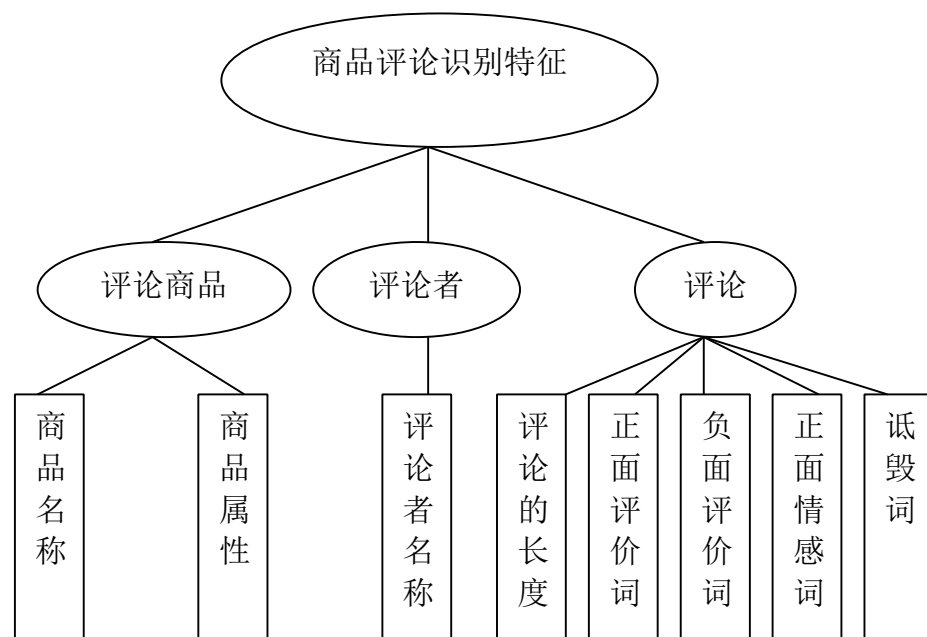 商品评论识别特征
评论商品
评论者
评论
商品名称
商品属性
评论者名称
评论的长度
正面评价词
负面评价词
正面情感词
诋毁词